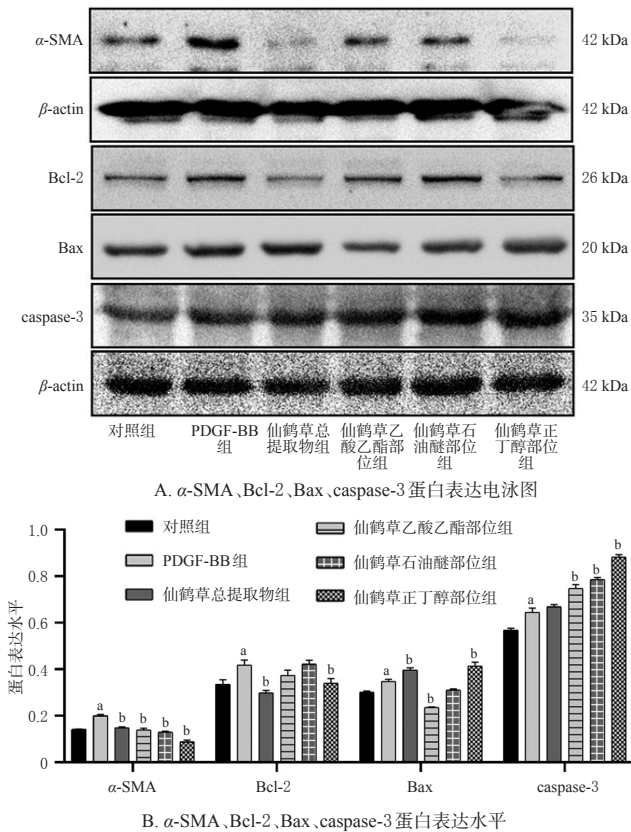 α-SMA 42 kDa
β-actin 42 kDa
Bcl-2 26 kDa
Bax 20 kDa
caspase-3 35 kDa
β-actin 42 kDa
对照组 PDGF-BB 仙鹤草总 仙鹤草乙 仙鹤草石 仙鹤草正
组 提取物组 酸乙酯部 油醚部位 丁醇部位
位组 组 组
A. α-SMA、Bcl-2、Bax、caspase-3蛋白表达电泳图
1.0
对照组 仙鹤草乙酸乙酯部位组
PDGF-BB组 仙鹤草石油醚部位组
仙鹤草总提取物组 仙鹤草正丁醇部位组
蛋白表达水平
0.8
0.6
0.4
0.2
0
a b b b b
a b b
a b b b
a b b b
α-SMA Bcl-2 Bax caspase-3
B. α-SMA、Bcl-2、Bax、caspase-3蛋白表达水平